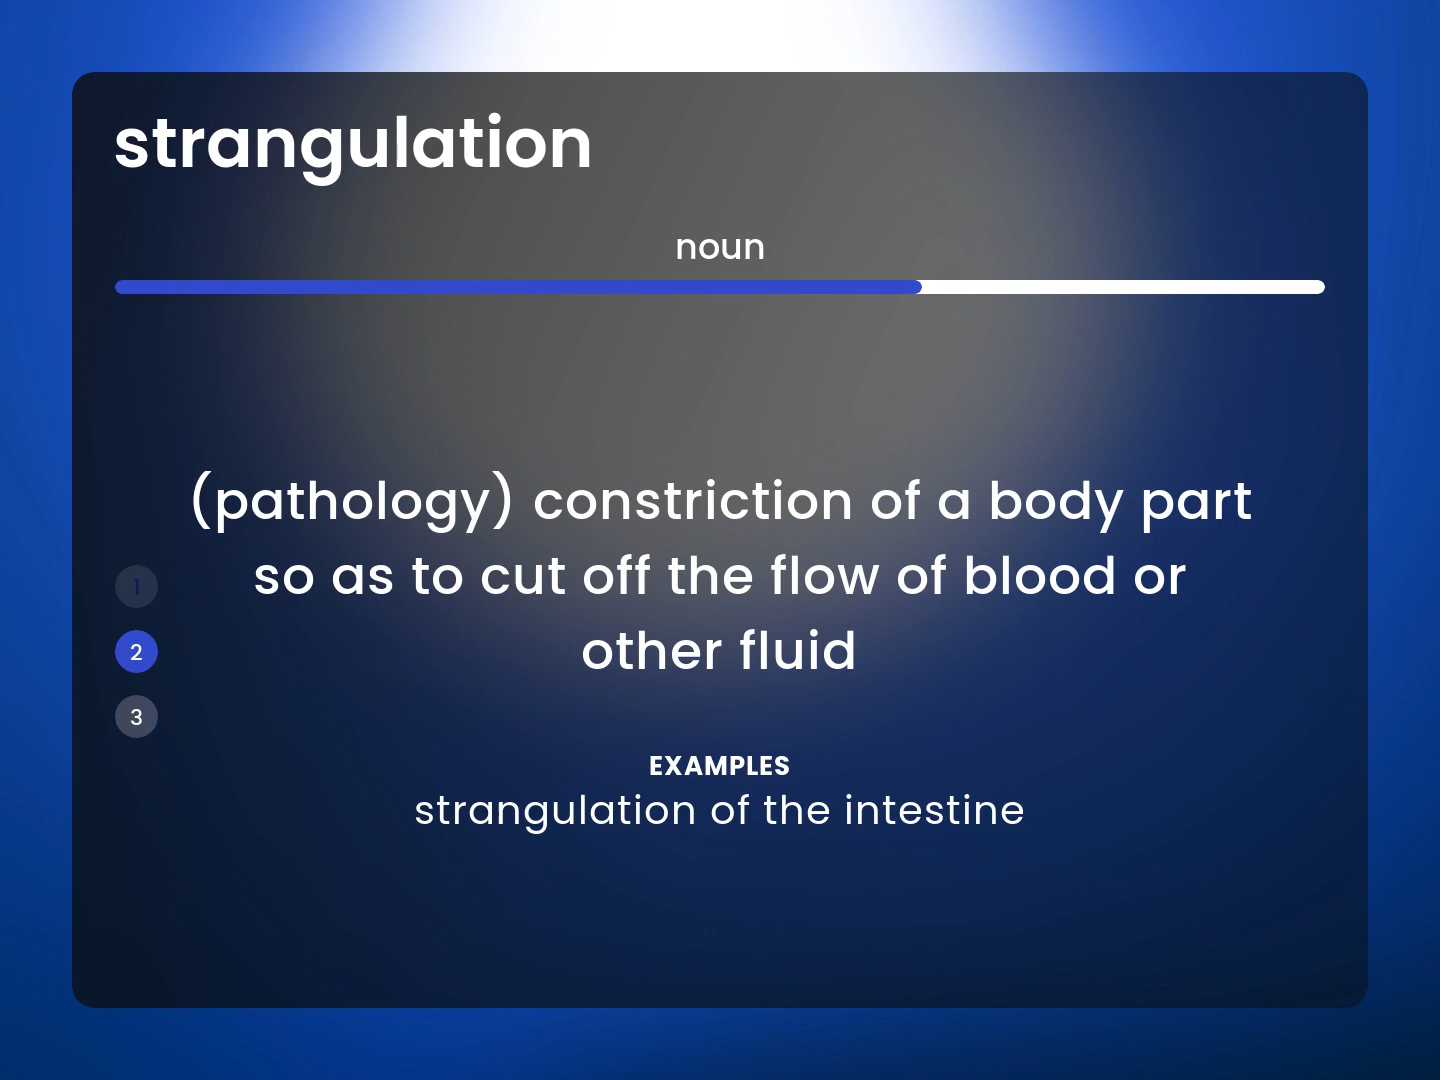 strangulation
noun
(pathology) constriction of a body part
so as to cut off the flow of blood or
other fluid
1
2
3
EXAMPLES
strangulation of the intestine